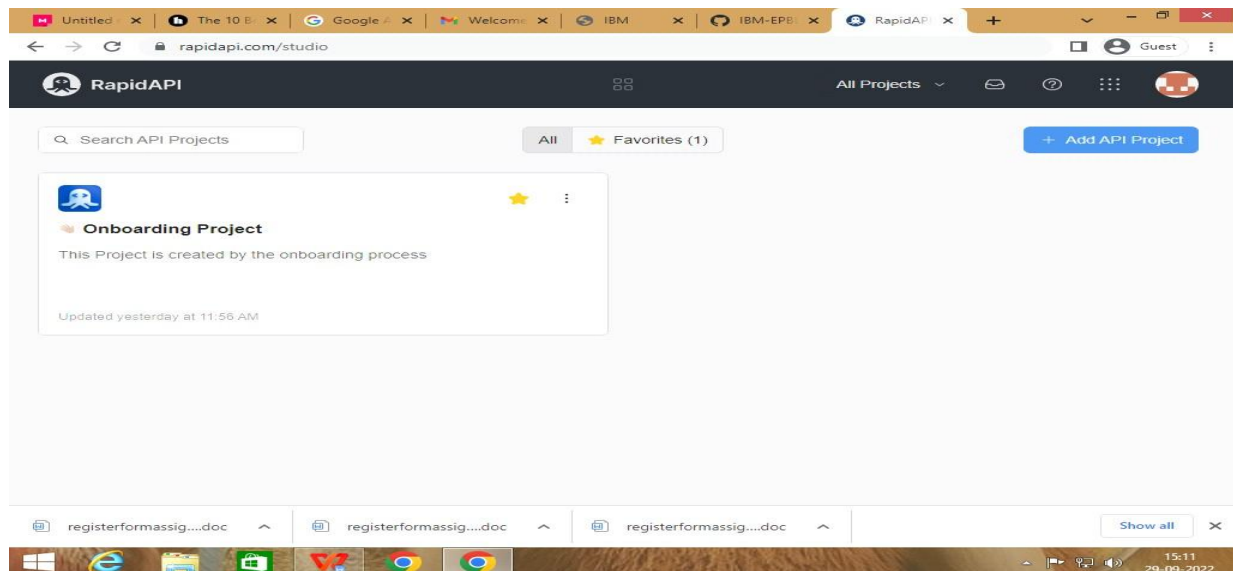 Untitled
The 10 B
Google A
Welcome
IBM
IBM-EPBL
RapidAPI
rapidapi.com/studio
Guest
RapidAPI
All Projects
Search API Projects
All
Favorites (1)
+ Add API Project
Onboarding Project
This Project is created by the onboarding process
Updated yesterday at 11:56 AM
registerformassig....doc
registerformassig....doc
registerformassig....doc
Show all
15:11
29-09-2022